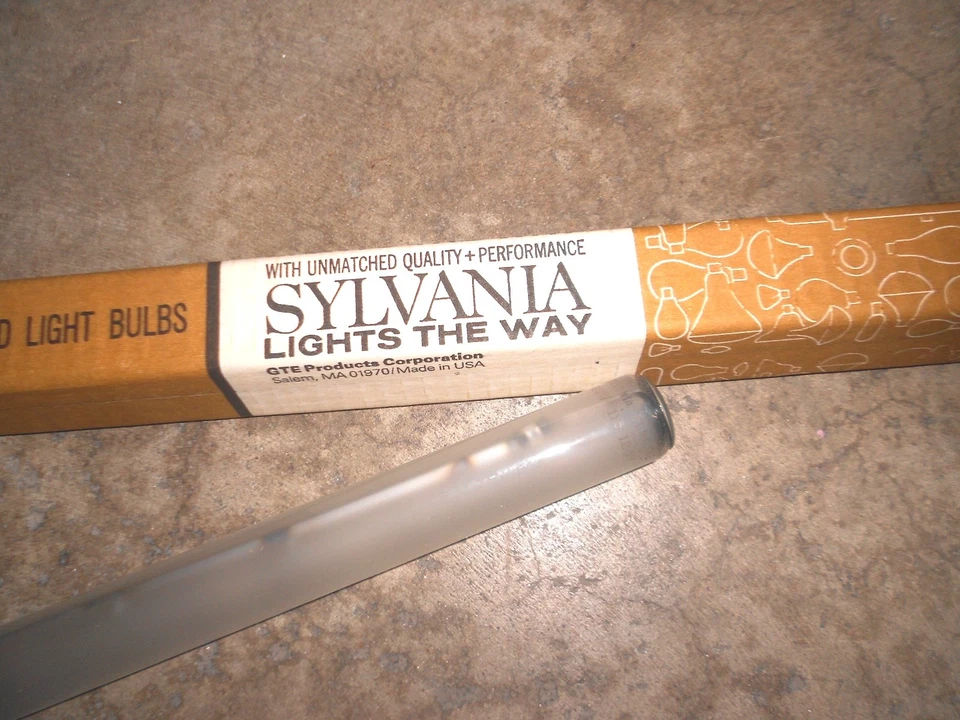 D LIGHT BULBS
WITH UNMATCHED QUALITY + PERFORMANCE
SYLVANIA
LIGHTS THE WAY
GTE Products Corporation
Salem, MA 01970/Made in USA